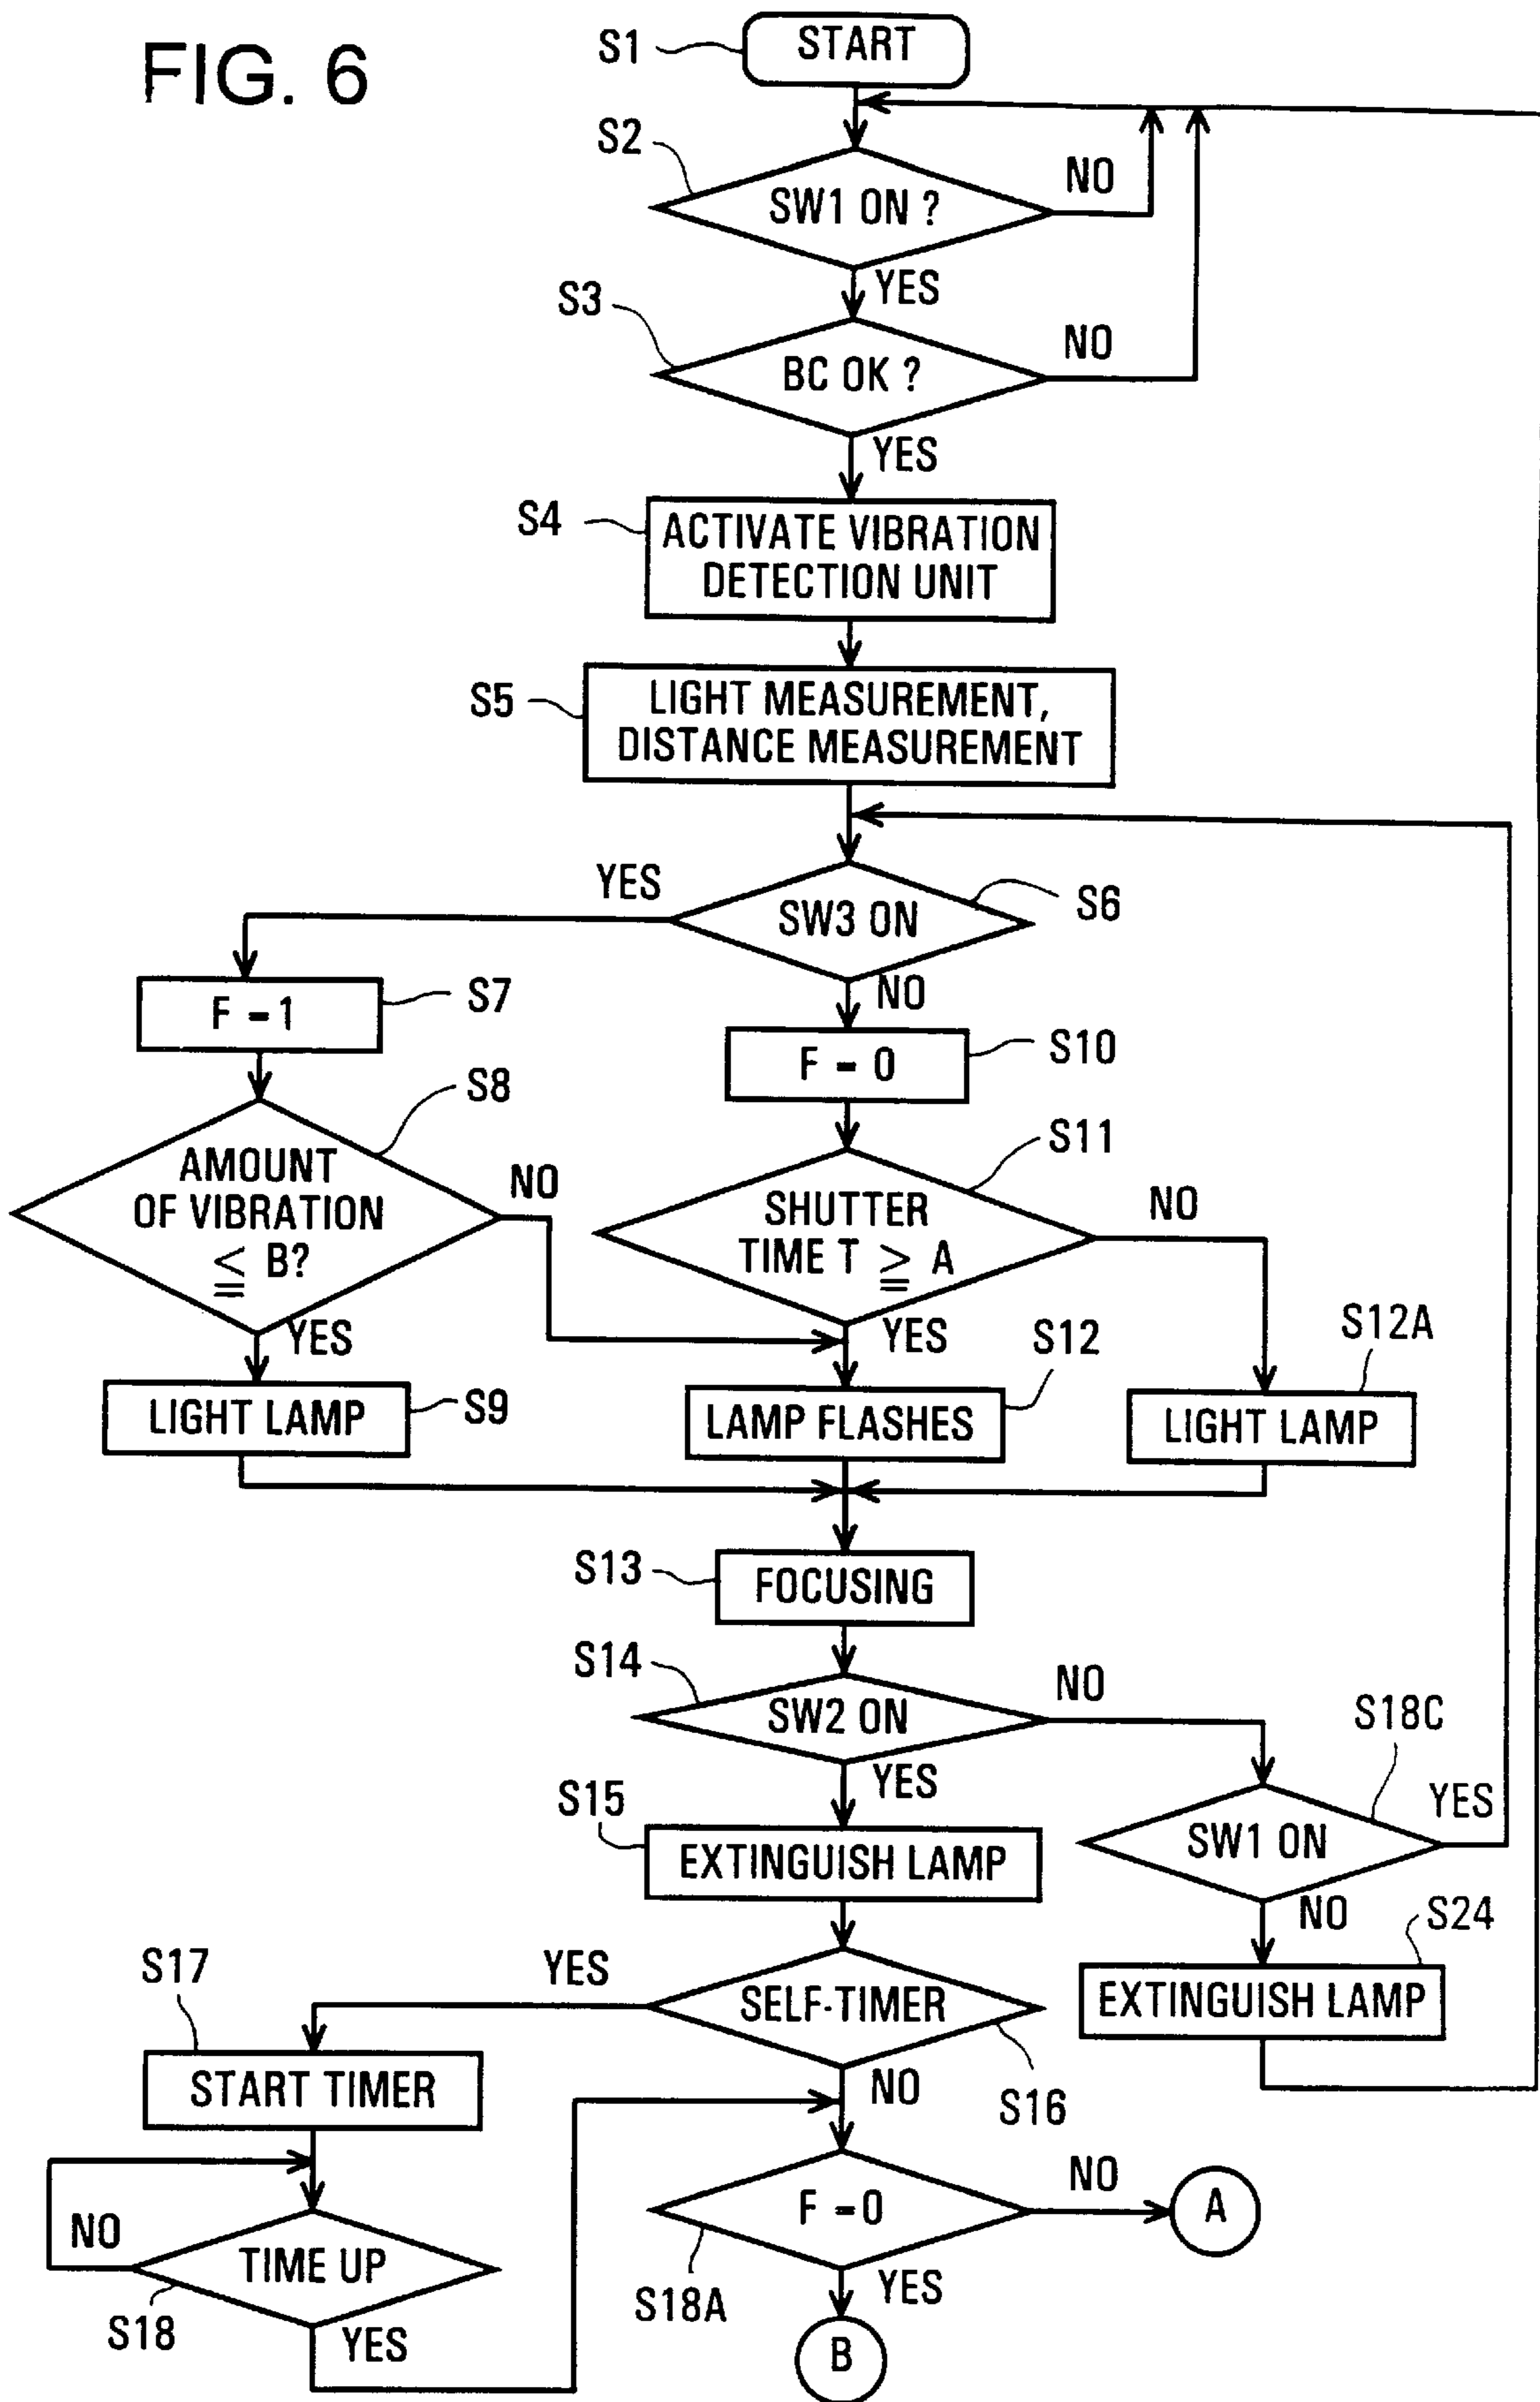 FIG. 6
S1
START
S2
SW1 ON ?
NO
YES
S3
BC OK ?
NO
YES
S4
ACTIVATE VIBRATION
DETECTION UNIT
S5
LIGHT MEASUREMENT,
DISTANCE MEASUREMENT
YES
SW3 ON
S6
NO
F = 1
S7
F = 0
S10
S8
AMOUNT
OF VIBRATION
≦ B?
NO
YES
S11
SHUTTER
TIME T ≧ A
NO
YES
LIGHT LAMP
S9
LAMP FLASHES
S12
S12A
LIGHT LAMP
S13
FOCUSING
S14
SW2 ON
NO
YES
S18C
SW1 ON
YES
NO
S15
EXTINGUISH LAMP
S24
EXTINGUISH LAMP
YES
SELF-TIMER
S16
NO
S17
START TIMER
NO
TIME UP
S18
YES
F = 0
NO
A
S18A
YES
B